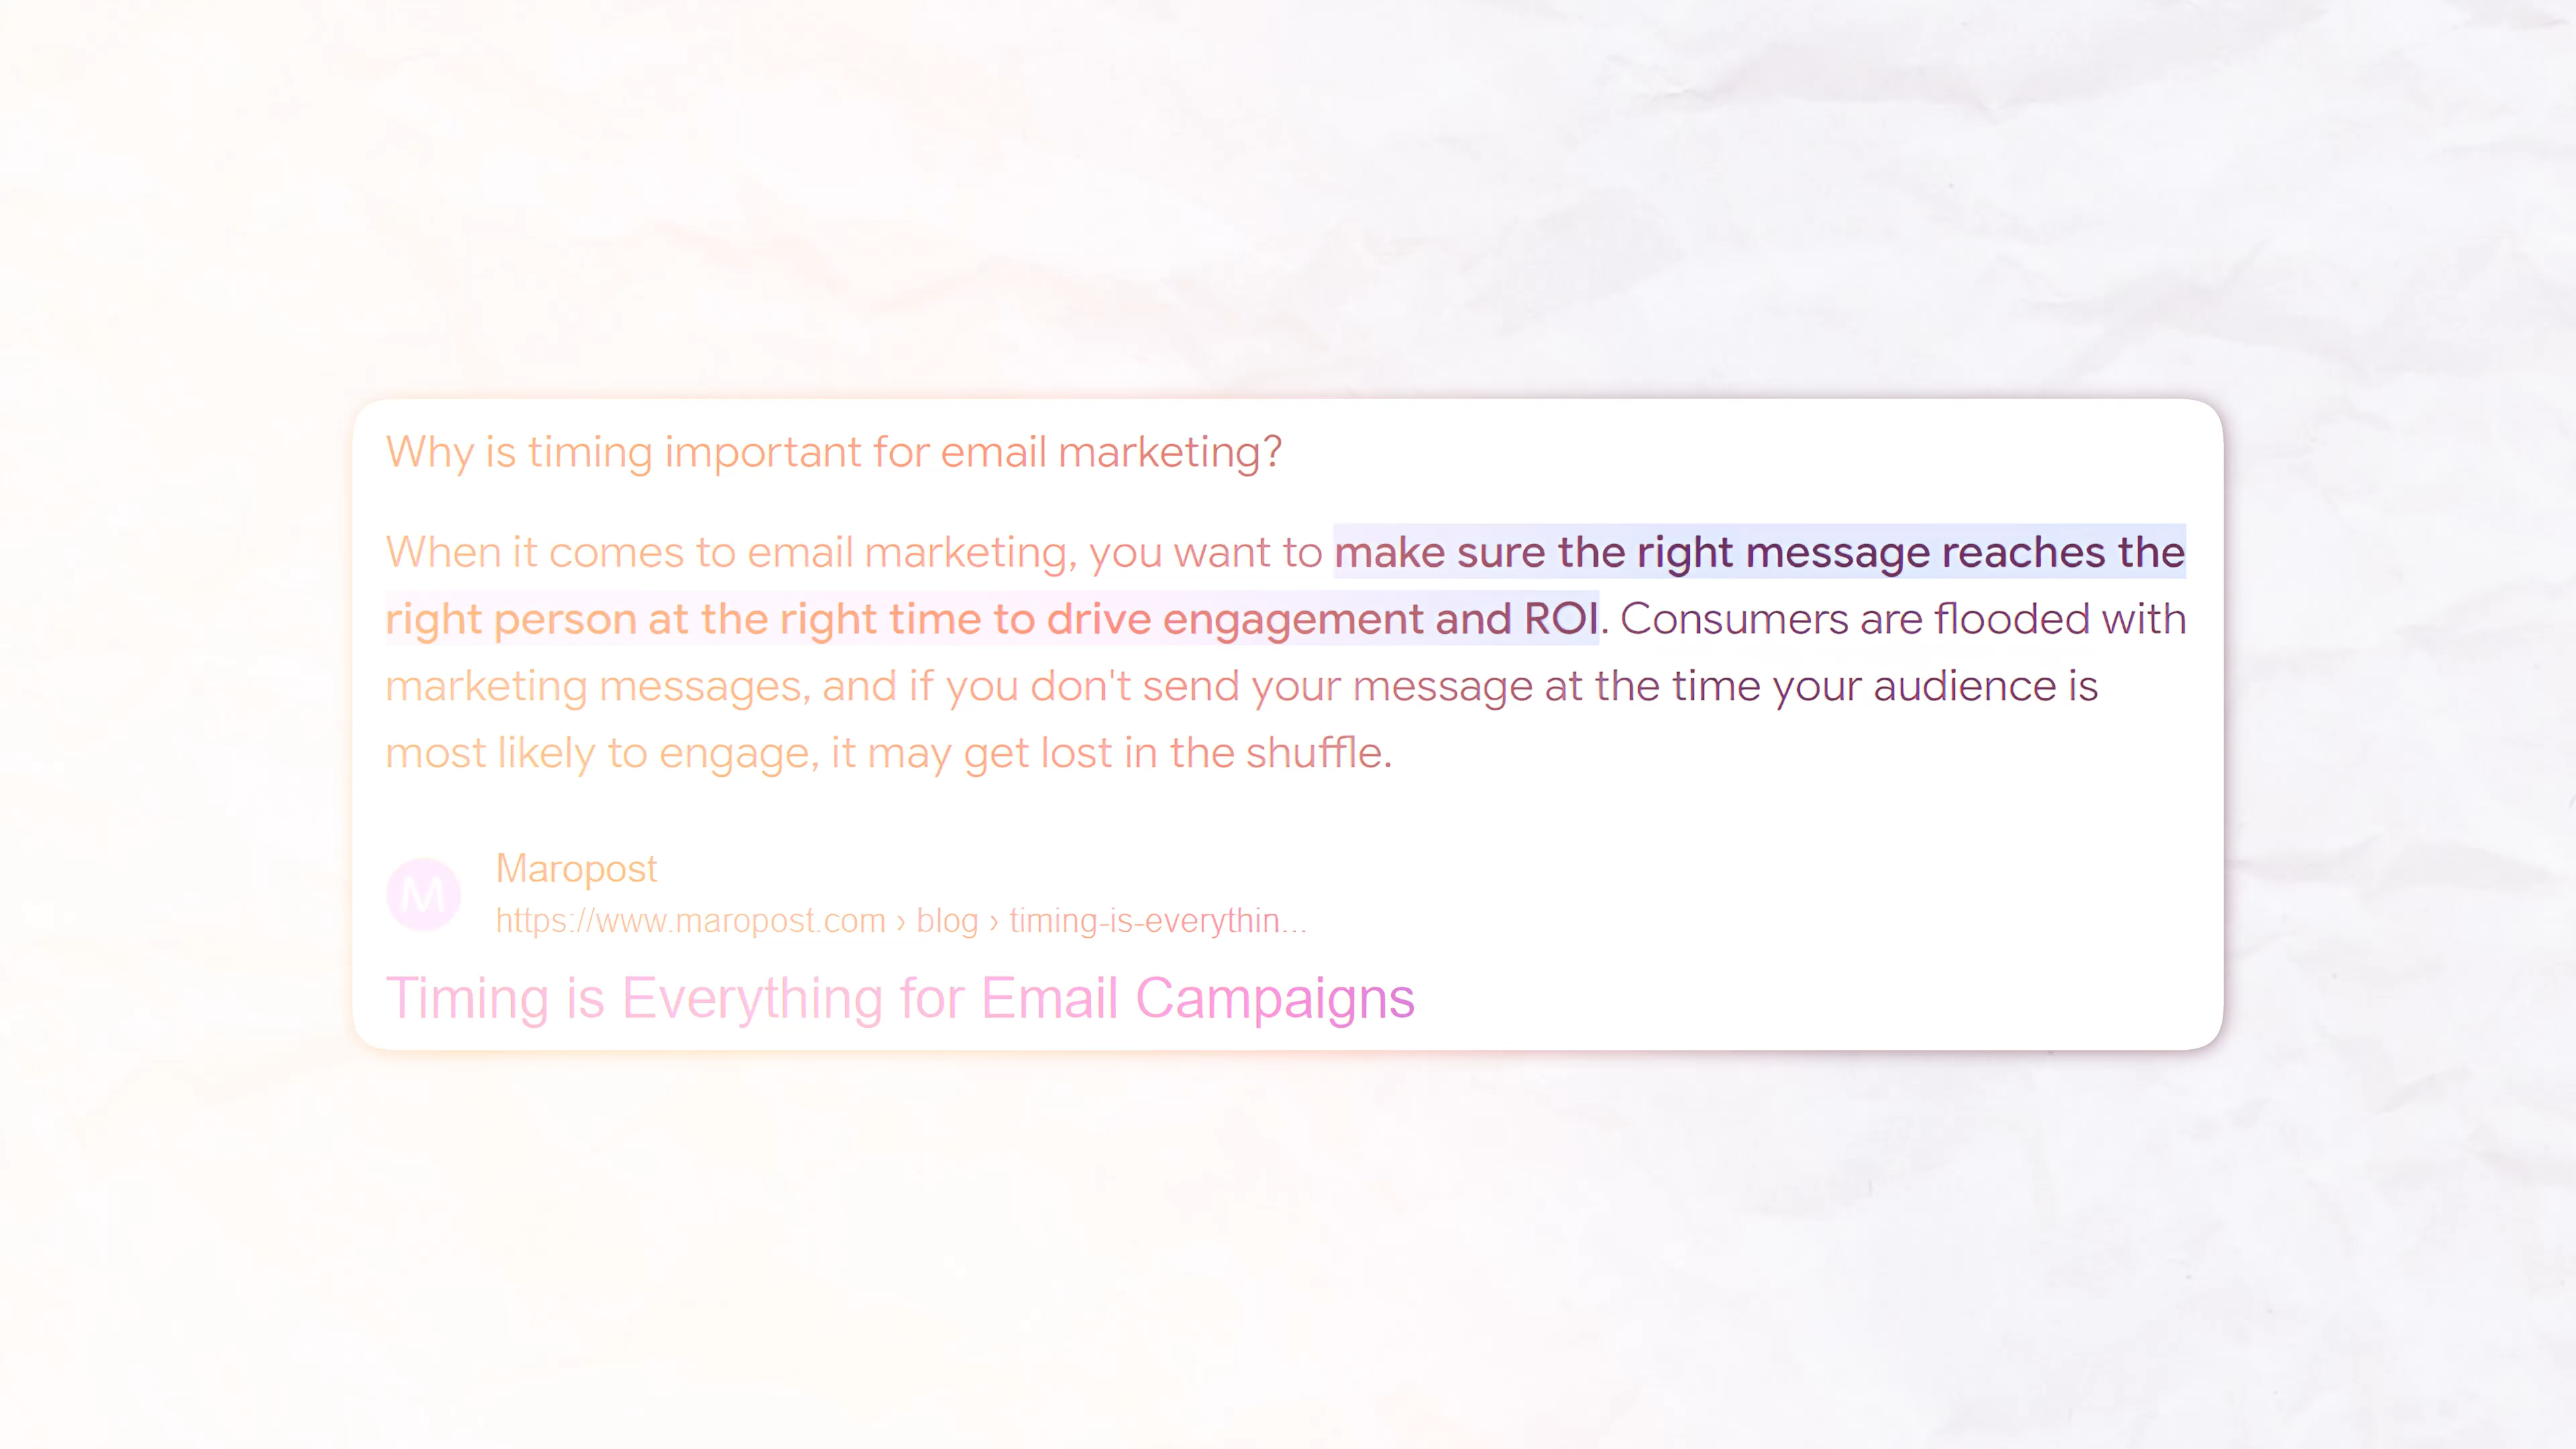 Why is timing important for email marketing?
When it comes to email marketing, you want to make sure the right message reaches the
right person at the right time to drive engagement and ROI. Consumers are flooded with
marketing messages, and if you don't send your message at the time your audience is
most likely to engage, it may get lost in the shuffle.
M
Maropost
https://www.maropost.com › blog › timing-is-everythin...
Timing is Everything for Email Campaigns